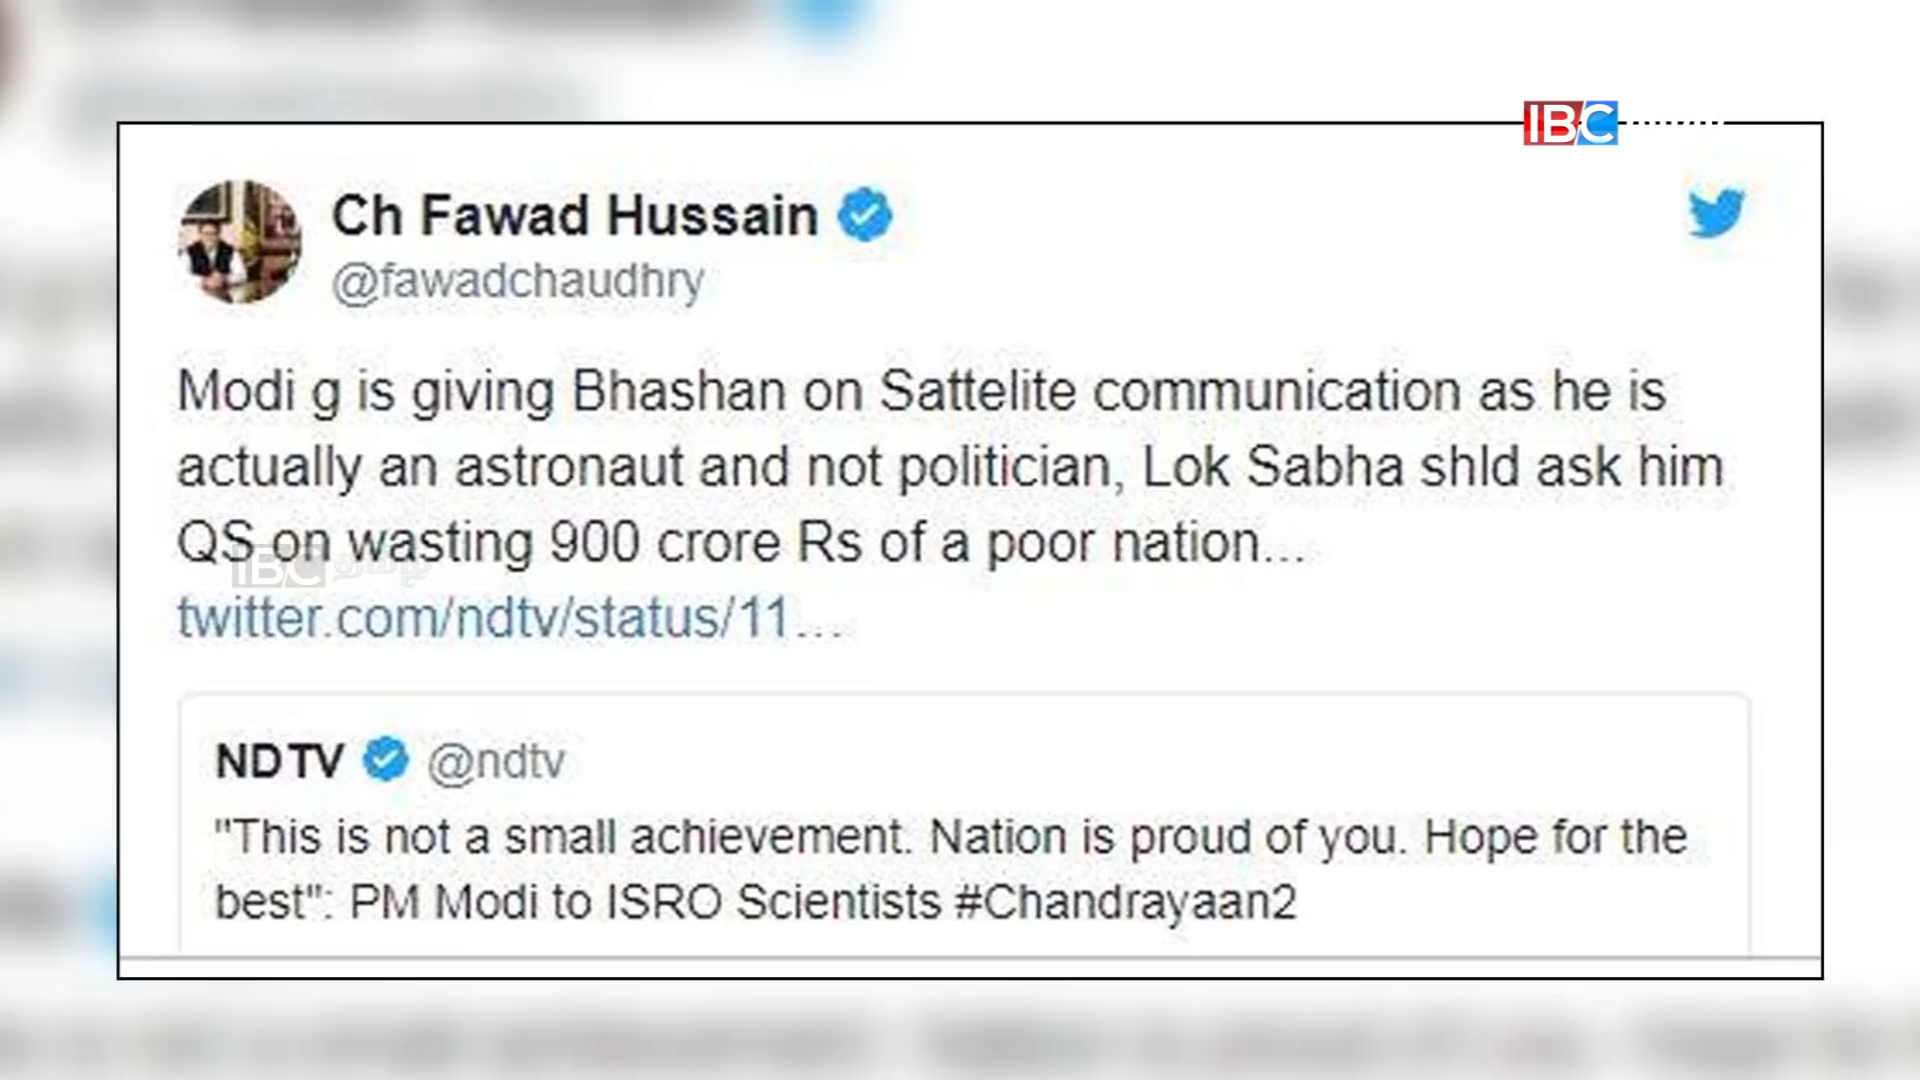 IBC
Ch Fawad Hussain
@fawadchaudhry
Modi g is giving Bhashan on Sattelite communication as he is
actually an astronaut and not politician, Lok Sabha shld ask him
QS on wasting 900 crore Rs of a poor nation...
IBC தமிழ்
twitter.com/ndtv/status/11...
NDTV @ndtv
"This is not a small achievement. Nation is proud of you. Hope for the
best": PM Modi to ISRO Scientists #Chandrayaan2